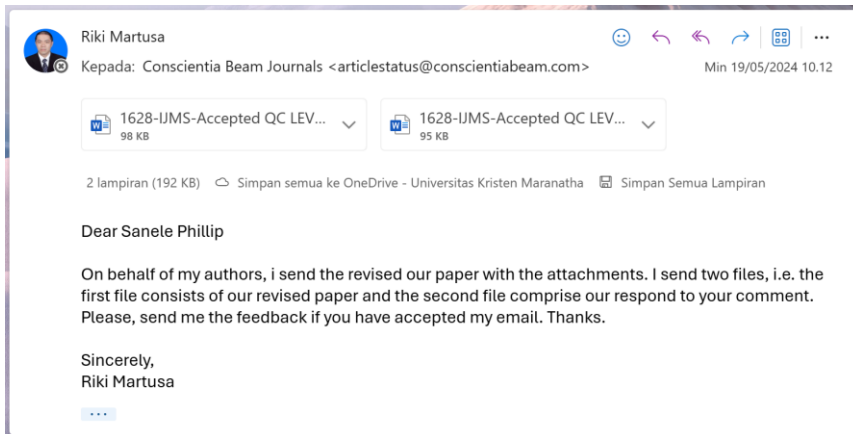 Riki Martusa
Kepada: Conscientia Beam Journals <articlestatus@conscientiabeam.com>
Min 19/05/2024 10.12
1628-IJMS-Accepted QC LEV...
98 KB
1628-IJMS-Accepted QC LEV...
95 KB
2 lampiran (192 KB) Simpan semua ke OneDrive - Universitas Kristen Maranatha Simpan Semua Lampiran
Dear Sanele Phillip
On behalf of my authors, i send the revised our paper with the attachments. I send two files, i.e. the
first file consists of our revised paper and the second file comprise our respond to your comment.
Please, send me the feedback if you have accepted my email. Thanks.
Sincerely,
Riki Martusa